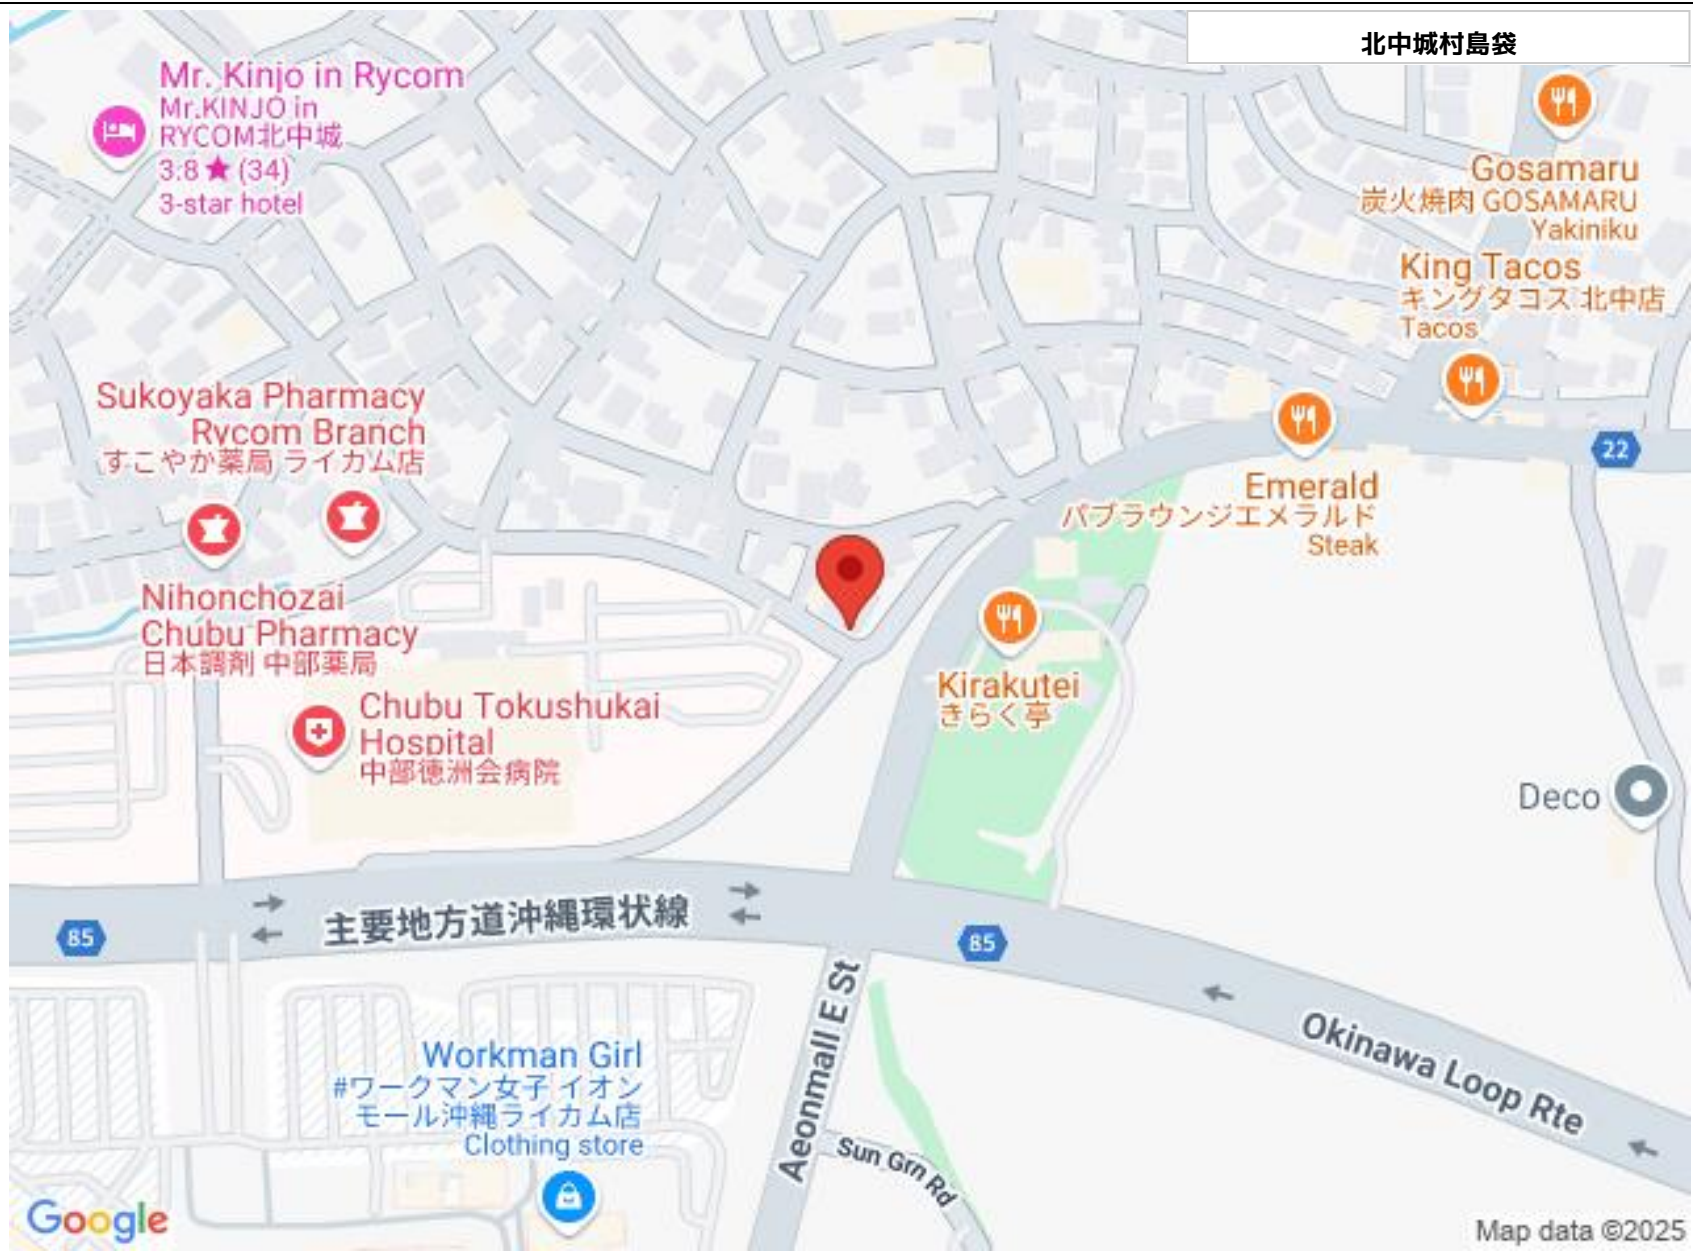 北中城村島袋
Mr. Kinjo in Rycom
Mr.KINJO in
RYCOM北中城
3.8 ★ (34)
3-star hotel
Gosamaru
炭火焼肉 GOSAMARU
Yakiniku
King Tacos
キングタコス 北中店
Tacos
Sukoyaka Pharmacy
Rycom Branch
すこやか薬局 ライカム店
22
Emerald
パブラウンジエメラルド
Steak
Nihonchozai
Chubu Pharmacy
日本調剤 中部薬局
Kirakutei
きらく亭
Chubu Tokushukai
Hospital
中部徳洲会病院
Deco
主要地方道沖縄環状線
85
85
Aeonmall E St
Okinawa Loop Rte
Workman Girl
#ワークマン女子 イオン
モール沖縄ライカム店
Clothing store
Sun Grn Rd
Google
Map data ©2025